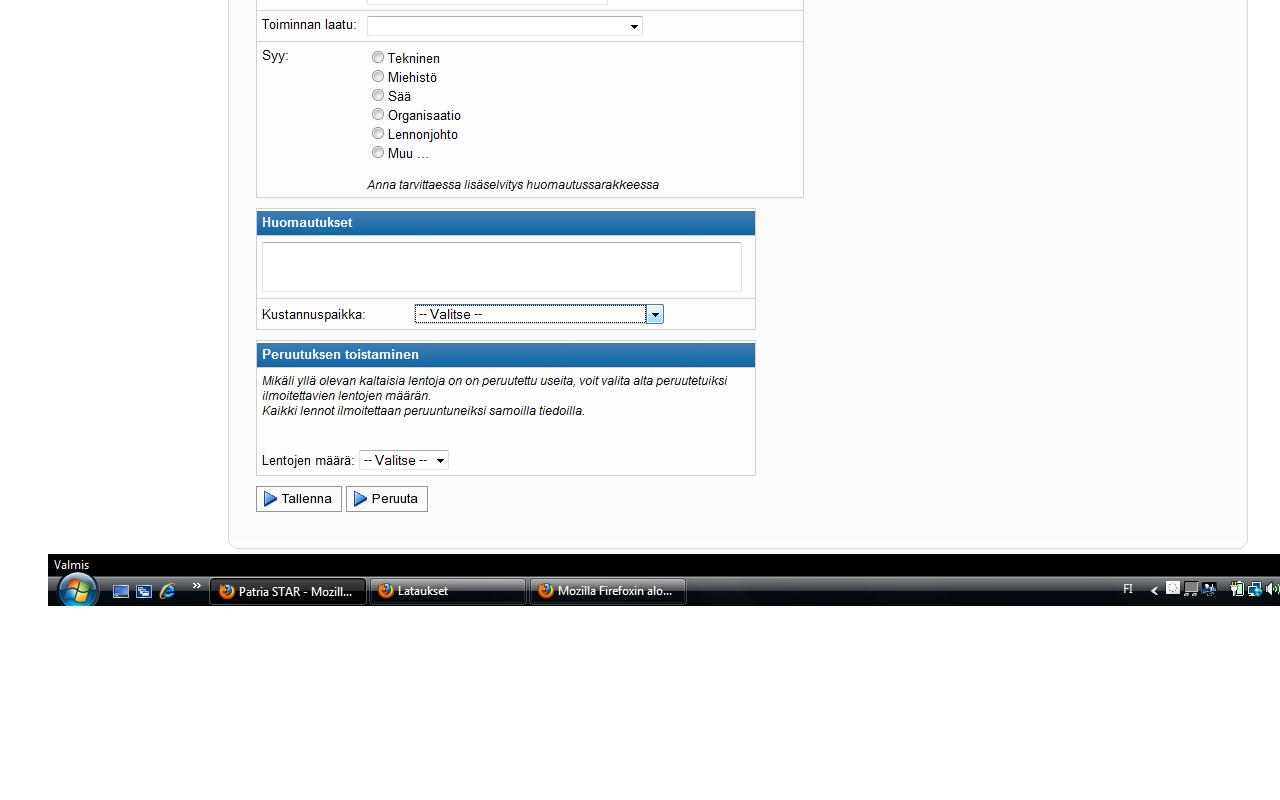 Toiminnan laatu:
Syy:
Tekninen
Miehistö
Sää
Organisaatio
Lennonjohto
Muu ...
Anna tarvittaessa lisäselvitys huomautussarakkeessa
Huomautukset
Kustannuspaikka: -- Valitse --
Peruutuksen toistaminen
Mikäli yllä olevan kaltaisia lentoja on on peruutettu useita, voit valita alta peruutetuiksi
ilmoitettavien lentojen määrän.
Kaikki lennot ilmoitettaan peruuntuneiksi samoilla tiedoilla.
Lentojen määrä: -- Valitse --
Tallenna Peruuta
Valmis
» Patria STAR - Mozill... Lataukset Mozilla Firefoxin alo... FI <